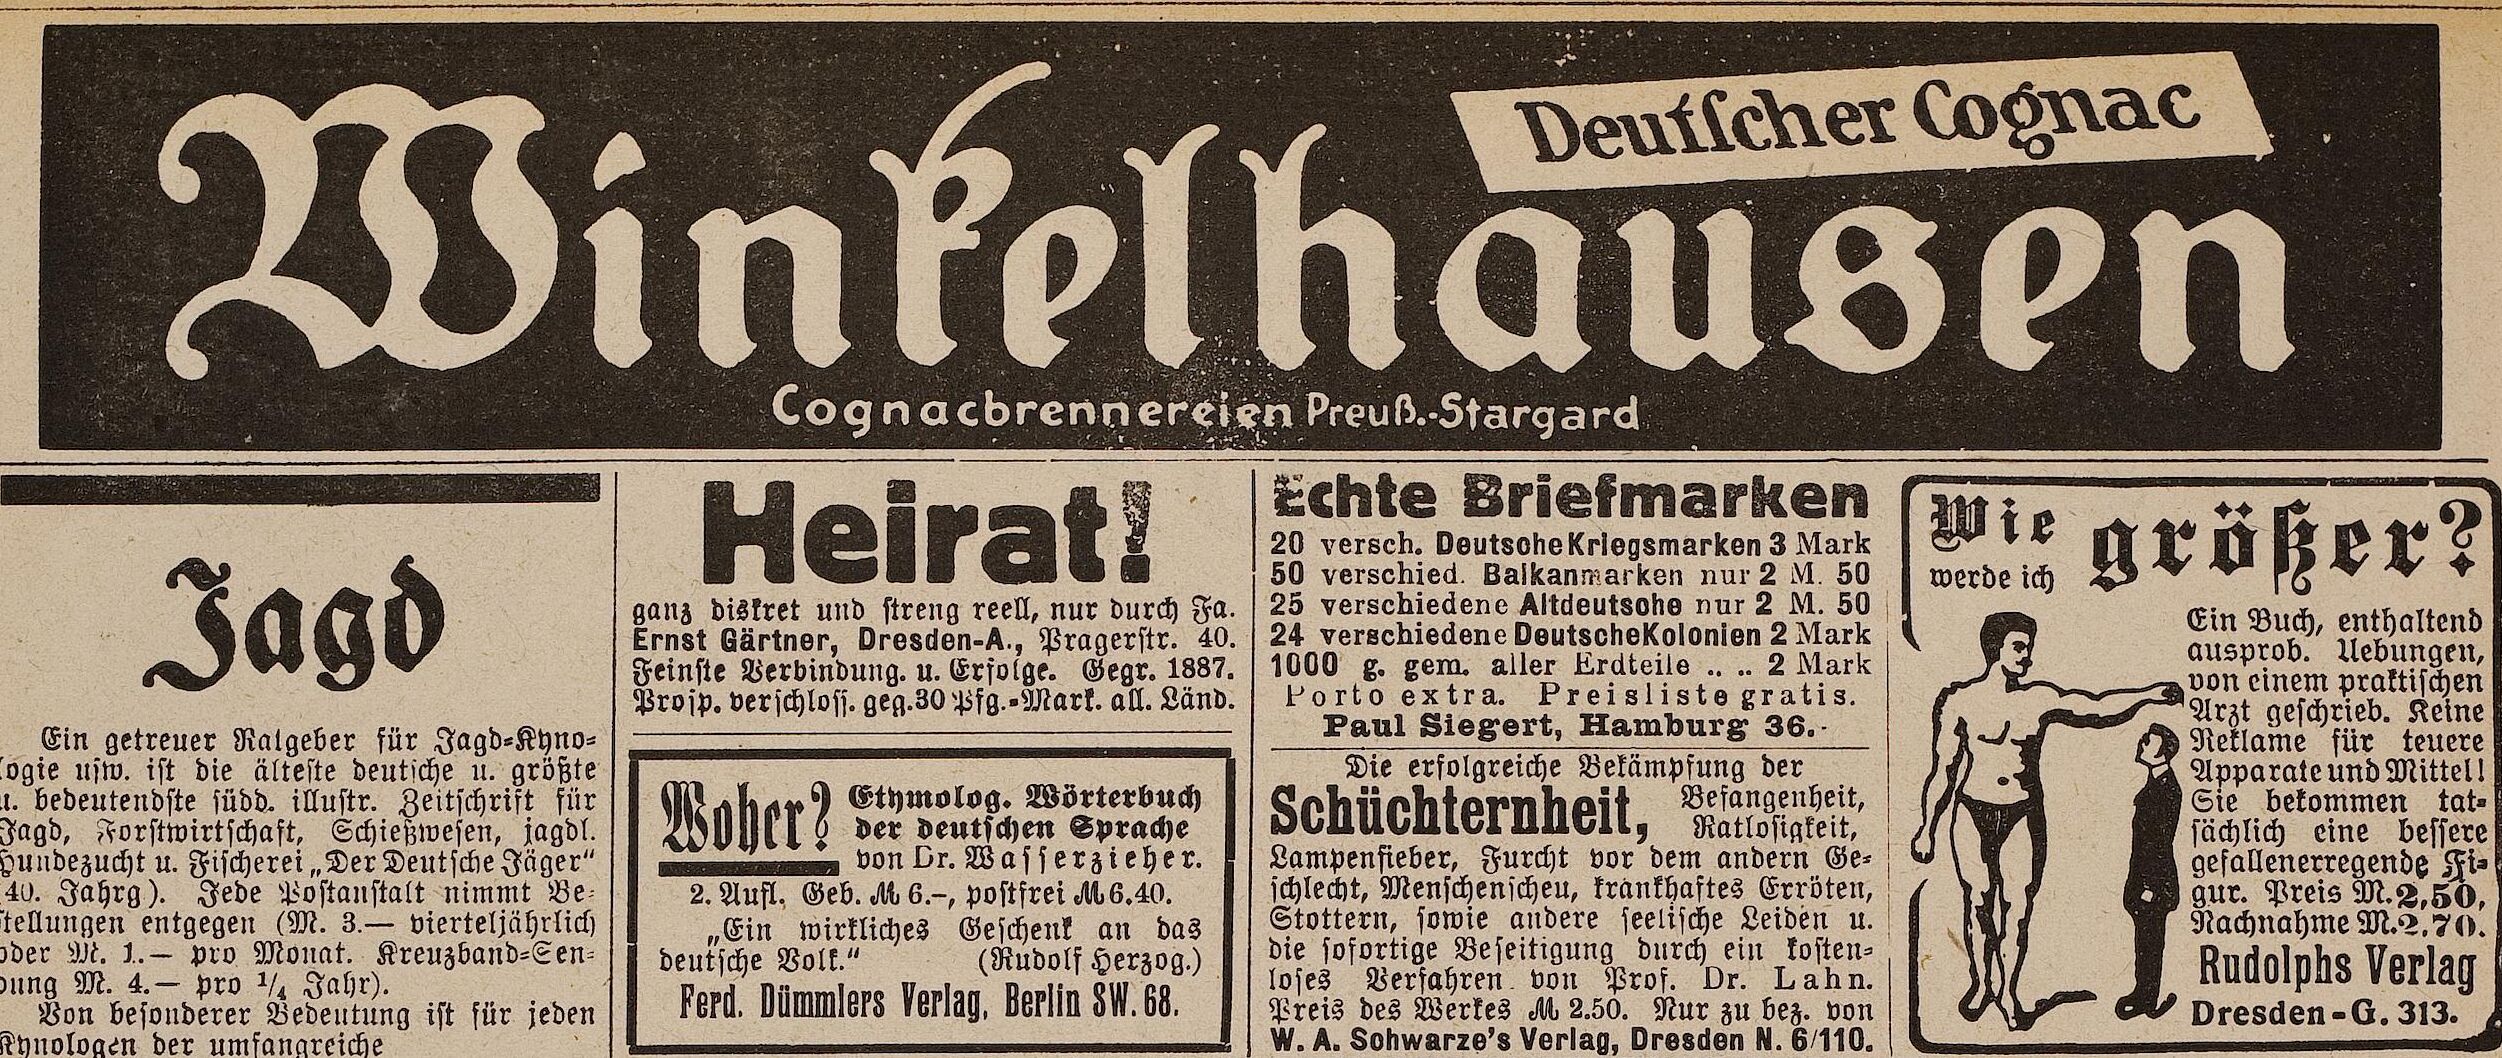 Winkelhausen
Deutscher Cognac
Cognacbrennereien Preuß.-Stargard
Jagd
Ein getreuer Ratgeber für Jagd-Kyno-
logie usw. ist die älteste deutsche u. größte
u. bedeutendste südd. illustr. Zeitschrift für
Jagd, Forstwirtschaft, Schießwesen, jagdl.
Hundezucht u. Fischerei „Der Deutsche Jäger“
(40. Jahrg). Jede Postanstalt nimmt Be-
stellungen entgegen (M. 3.— vierteljährlich
oder M. 1.— pro Monat. Kreuzband-Sen-
dung M. 4.— pro 1/4 Jahr).
Von besonderer Bedeutung ist für jeden
Kynologen der umfangreiche
Heirat!
ganz diskret und streng reell, nur durch Fa.
Ernst Gärtner, Dresden-A., Pragerstr. 40.
Feinste Verbindung. u. Erfolge. Gegr. 1887.
Prosp. verschloss. geg. 30 Pfg.-Mark. all. Länd.
Woher? Etymolog. Wörterbuch
der deutschen Sprache
von Dr. Wasserzieher.
2. Aufl. Geb. M 6.-, postfrei M 6.40.
„Ein wirkliches Geschenk an das
deutsche Volk.“ (Rudolf Herzog.)
Ferd. Dümmlers Verlag, Berlin SW. 68.
Echte Briefmarken
20 versch. Deutsche Kriegsmarken 3 Mark
50 verschied. Balkanmarken nur 2 M. 50
25 verschiedene Altdeutsche nur 2 M. 50
24 verschiedene Deutsche Kolonien 2 Mark
1000 g. gem. aller Erdteile .. .. 2 Mark
Porto extra. Preisliste gratis.
Paul Siegert, Hamburg 36.
Die erfolgreiche Bekämpfung der
Schüchternheit, Befangenheit,
Ratlosigkeit,
Lampenfieber, Furcht vor dem andern Ge-
schlecht, Menschenscheu, krankhaftes Erröten,
Stottern, sowie andere seelische Leiden u.
die sofortige Beseitigung durch ein kosten-
loses Verfahren von Prof. Dr. Lahn.
Preis des Werkes M 2.50. Nur zu bez. von
W. A. Schwarze's Verlag, Dresden N. 6/110.
Wie
werde ich größer?
Ein Buch, enthaltend
ausprob. Uebungen,
von einem praktischen
Arzt geschrieb. Keine
Reklame für teuere
Apparate und Mittel!
Sie bekommen tat-
sächlich eine bessere
gefallenerregende Fi-
gur. Preis M. 2,50,
Nachnahme M. 2.70.
Rudolphs Verlag
Dresden-G. 313.